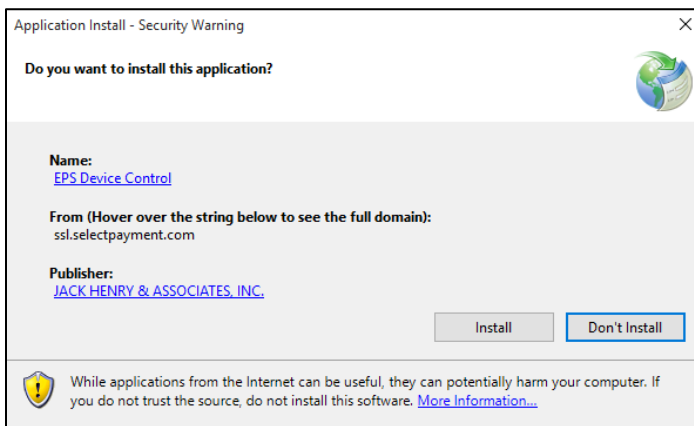 Application Install - Security Warning
Do you want to install this application?
Name:
EPS Device Control
From (Hover over the string below to see the full domain):
ssl.selectpayment.com
Publisher:
JACK HENRY & ASSOCIATES, INC.
Install
Don't Install
While applications from the Internet can be useful, they can potentially harm your computer. If
you do not trust the source, do not install this software. More Information...